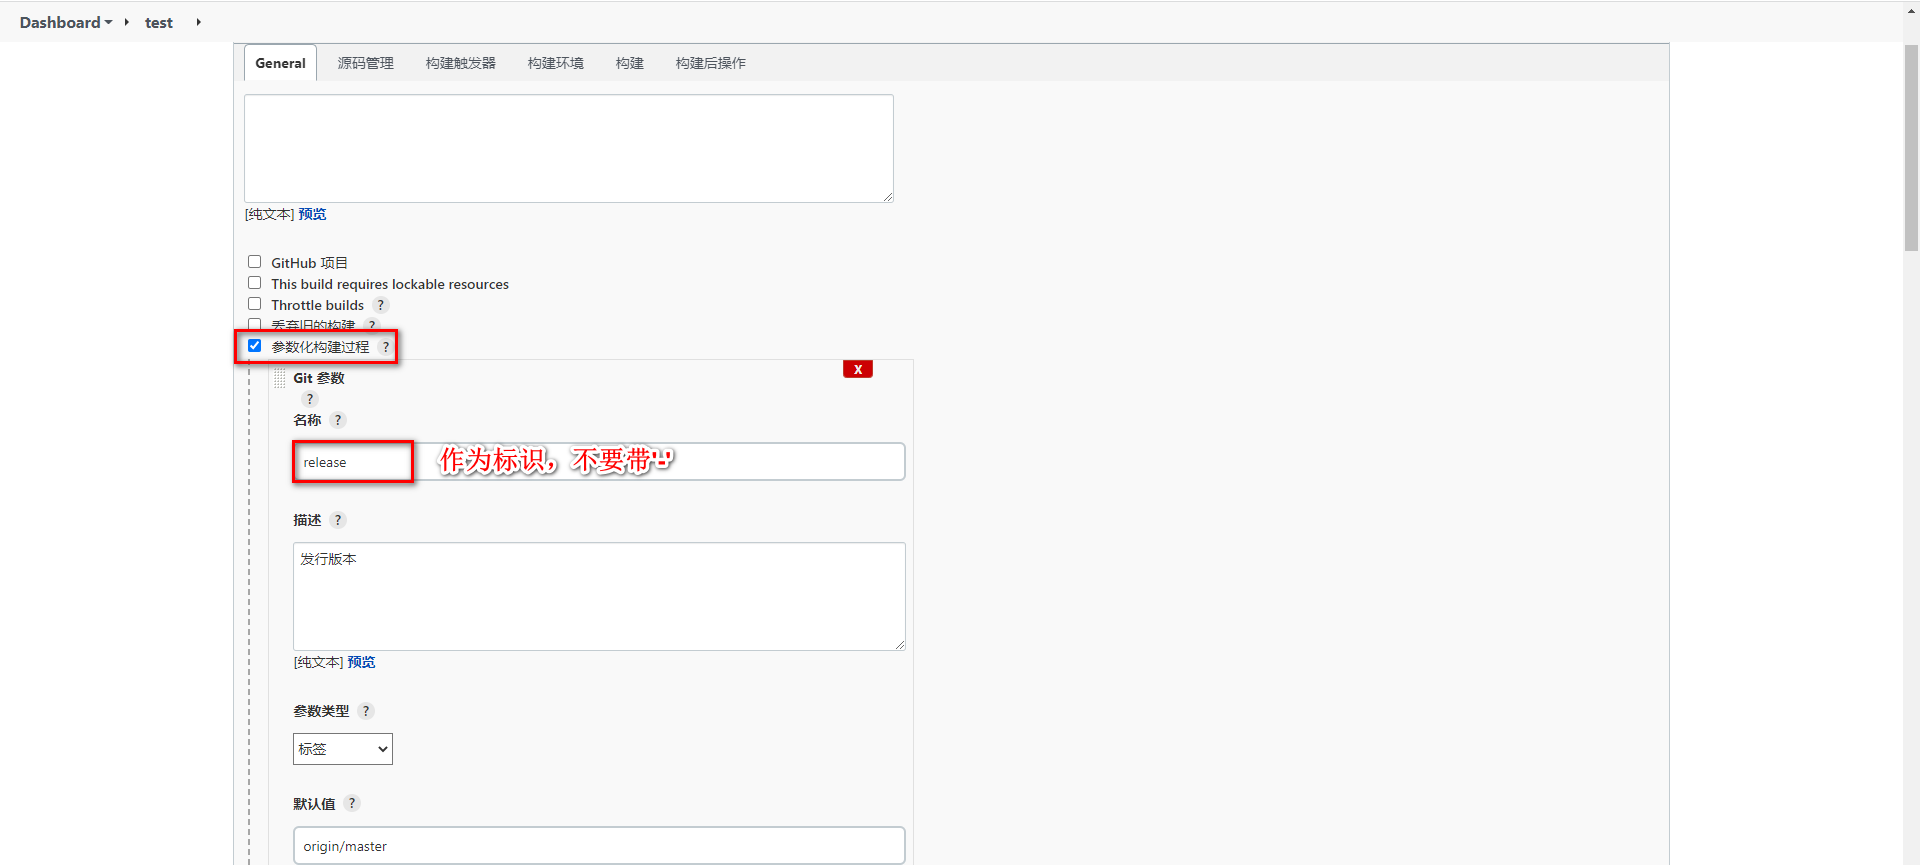 Dashboard test
General 源码管理 构建触发器 构建环境 构建 构建后操作
[纯文本] 预览
GitHub 项目
This build requires lockable resources
Throttle builds ?
丢弃旧的构建 ?
参数化构建过程 ?
X
Git 参数
?
名称 ?
release 作为标识，不要带'-'
描述 ?
发行版本
[纯文本] 预览
参数类型 ?
标签
默认值 ?
origin/master